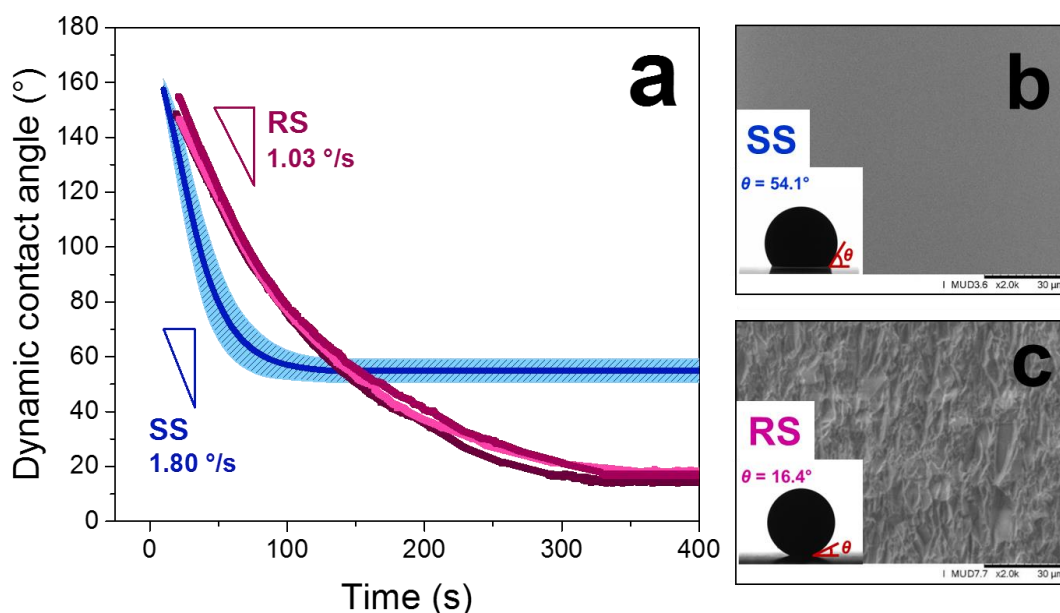 180
160
140
120
100
80
60
40
20
0
Dynamic contact angle (°)
0
100
200
300
400
Time (s)
a
RS
1.03 °/s
SS
1.80 °/s
b
SS
θ = 54.1°
θ
I MUD3.6 x2.0k 30 µm
c
RS
θ = 16.4°
θ
I MUD7.7 x2.0k 30 µm